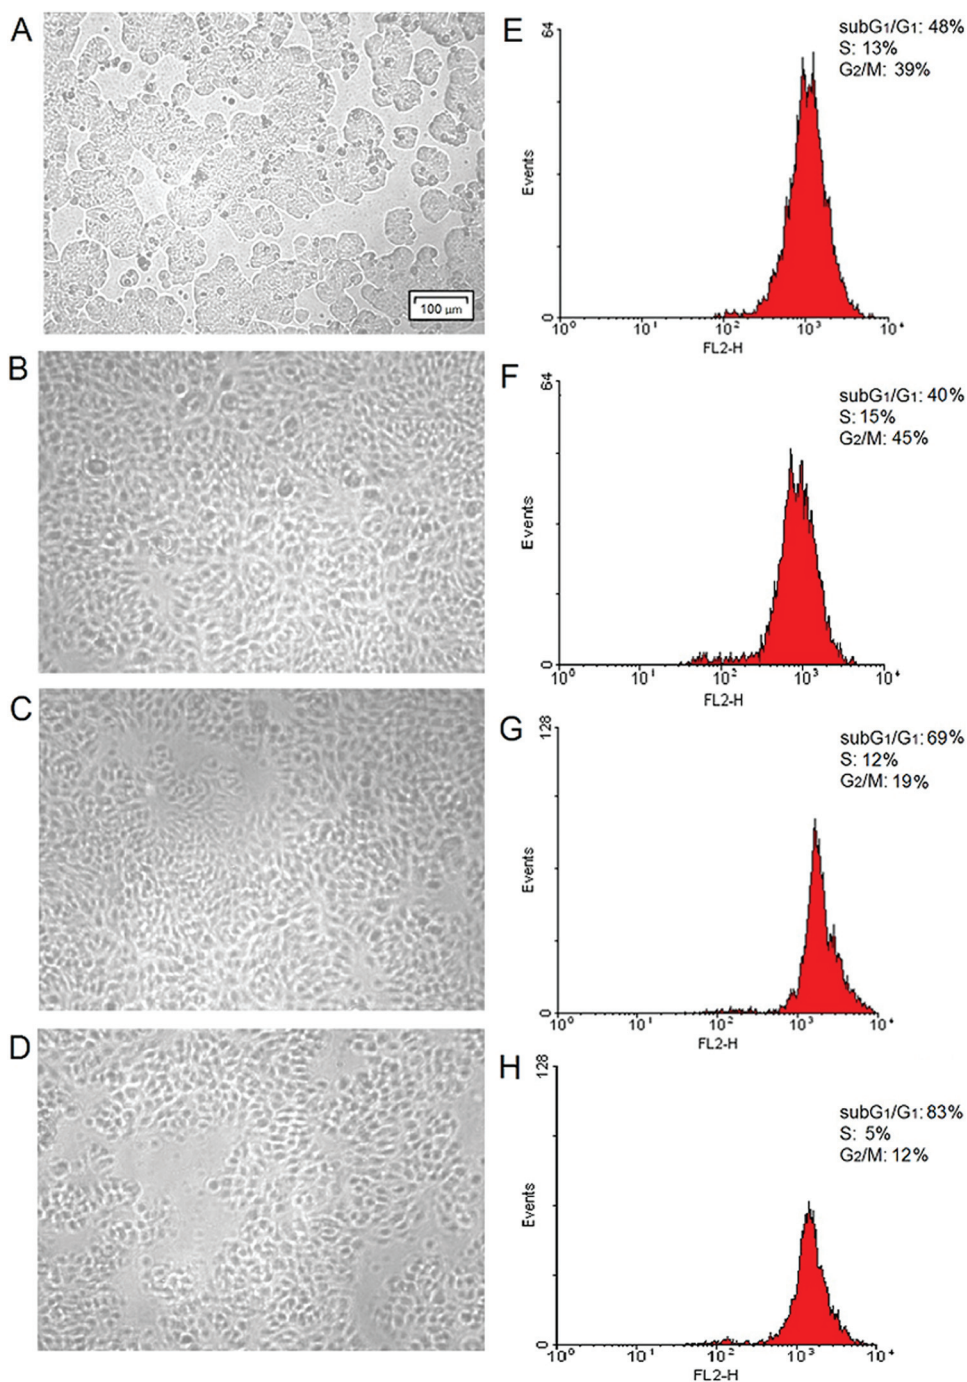 A
100 µm
B
C
D
E
64
Events
0
10⁰ 10¹ 10² 10³ 10⁴
FL2-H
subG₁/G₁: 48%
S: 13%
G₂/M: 39%
F
64
Events
0
10⁰ 10¹ 10² 10³ 10⁴
FL2-H
subG₁/G₁: 40%
S: 15%
G₂/M: 45%
G
128
Events
0
10⁰ 10¹ 10² 10³ 10⁴
FL2-H
subG₁/G₁: 69%
S: 12%
G₂/M: 19%
H
128
Events
0
10⁰ 10¹ 10² 10³ 10⁴
FL2-H
subG₁/G₁: 83%
S: 5%
G₂/M: 12%